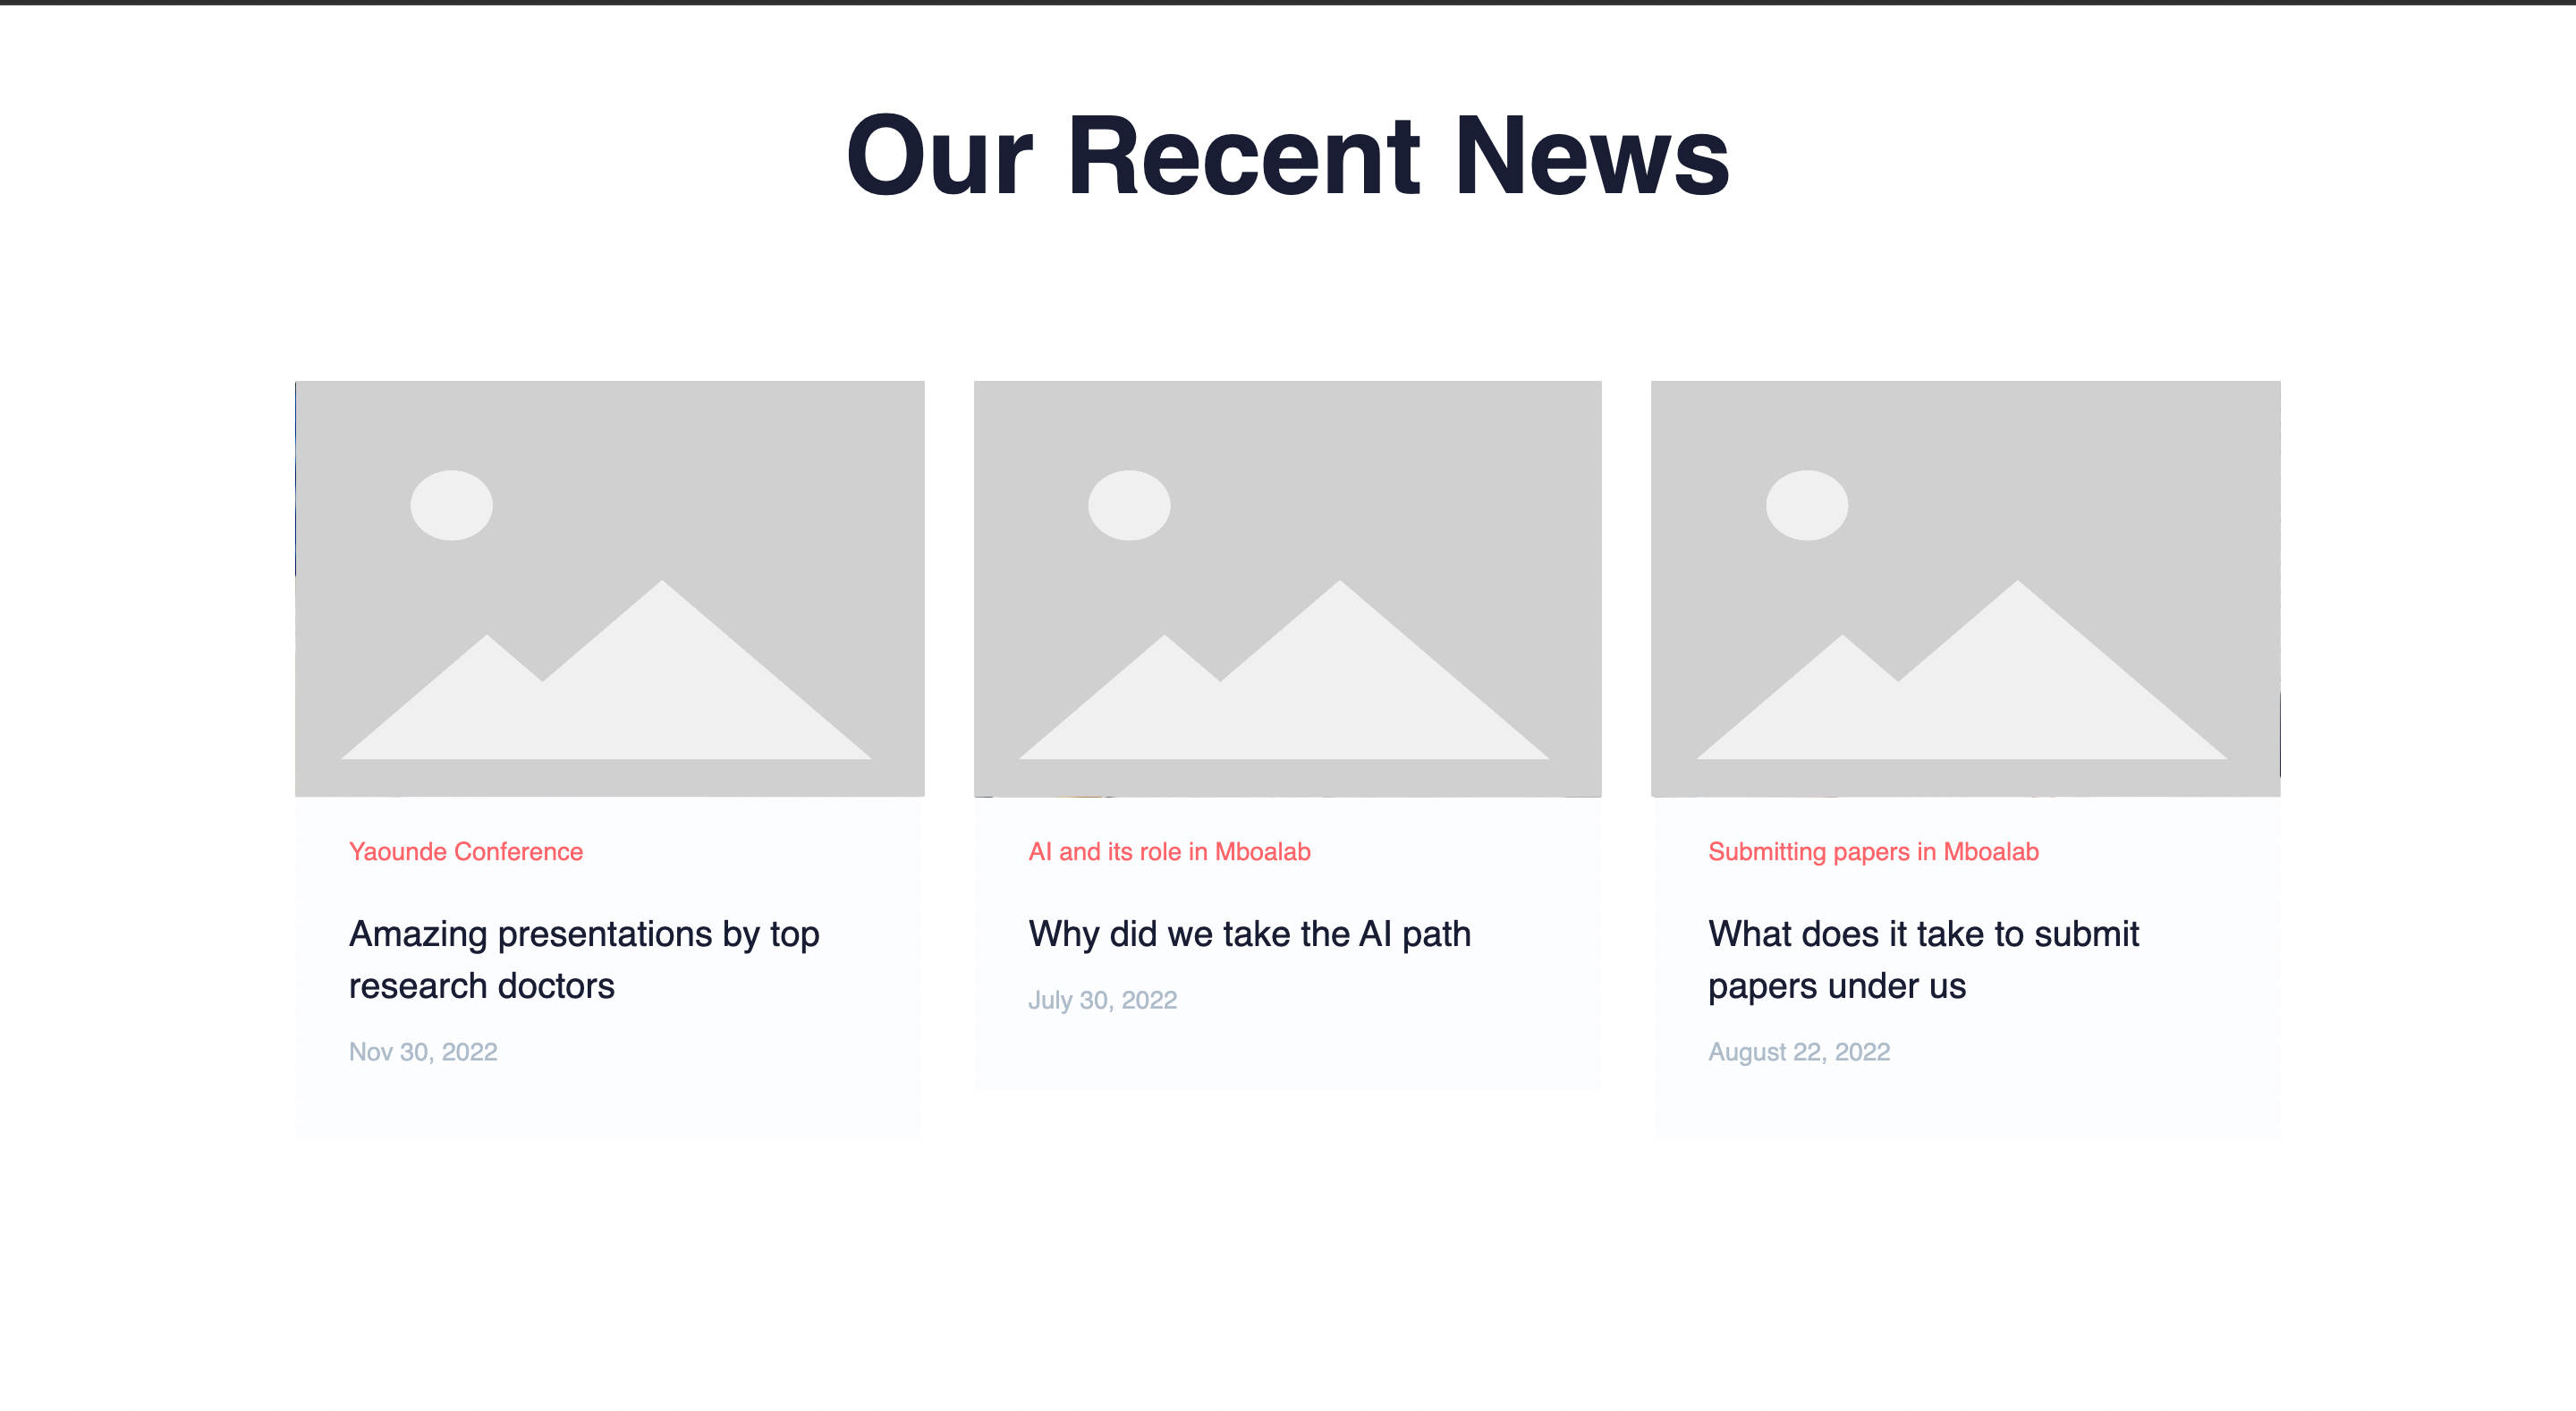 Our Recent News
Yaounde Conference
Amazing presentations by top
research doctors
Nov 30, 2022
AI and its role in Mboalab
Why did we take the AI path
July 30, 2022
Submitting papers in Mboalab
What does it take to submit
papers under us
August 22, 2022